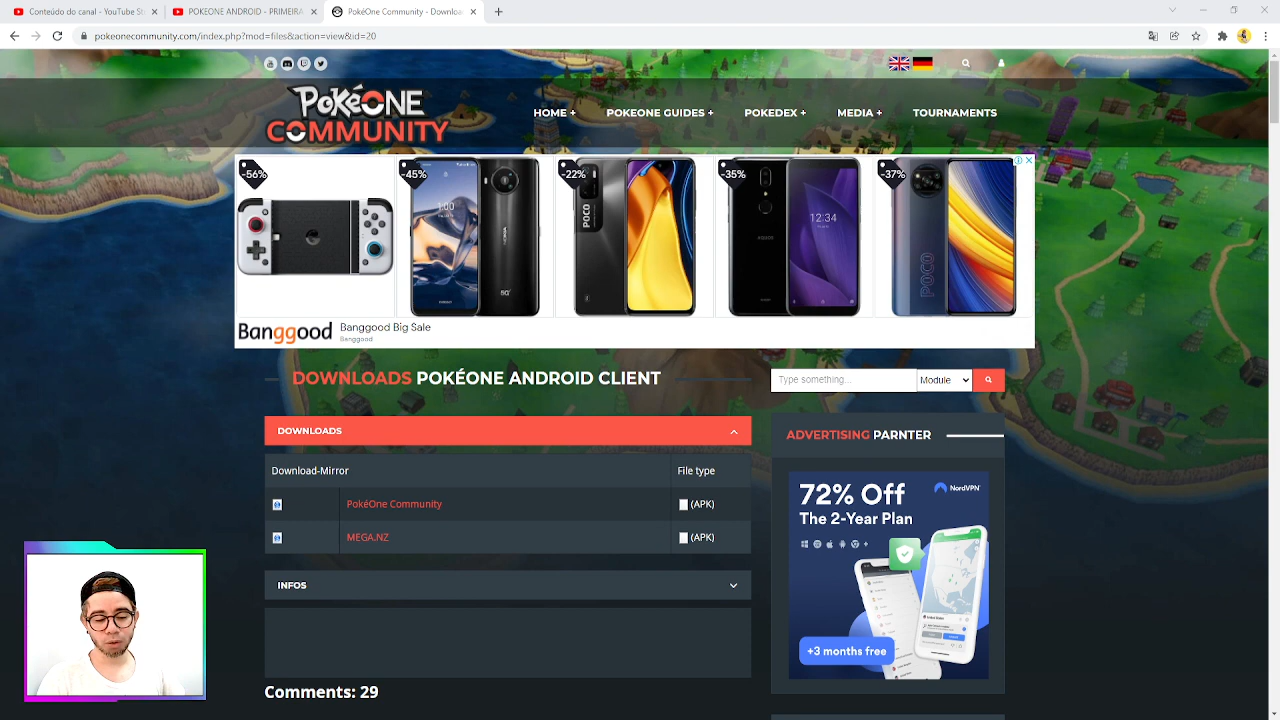 Conteúdo do canal - YouTube St
POKEONE ANDROID - PRIMEIRA
PokéOne Community - Downloa
pokeonecommunity.com/index.php?mod=files&action=view&id=20
POKÉONE
COMMUNITY
HOME +
POKEONE GUIDES +
POKEDEX +
MEDIA +
TOURNAMENTS
-56%
-45%
-22%
-35%
-37%
1:00
12:34
POCO
POCO
NOKIA
5G
Banggood
Banggood Big Sale
Banggood
DOWNLOADS POKÉONE ANDROID CLIENT
Type something...
Module
DOWNLOADS
Download-Mirror
File type
PokéOne Community
(APK)
MEGA.NZ
(APK)
INFOS
Comments: 29
ADVERTISING PARNTER
72% Off
NordVPN
The 2-Year Plan
+3 months free